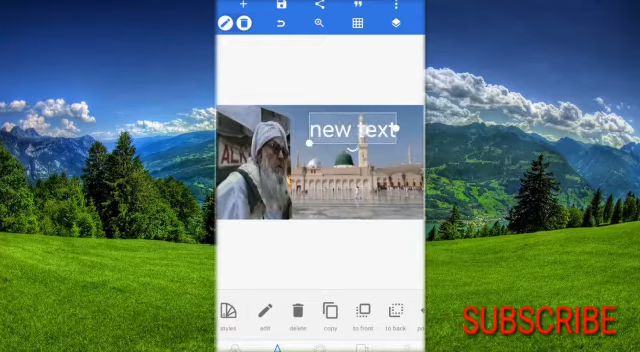 ALN
new text
styles
edit
delete
copy
to front
to back
SUBSCRIBE